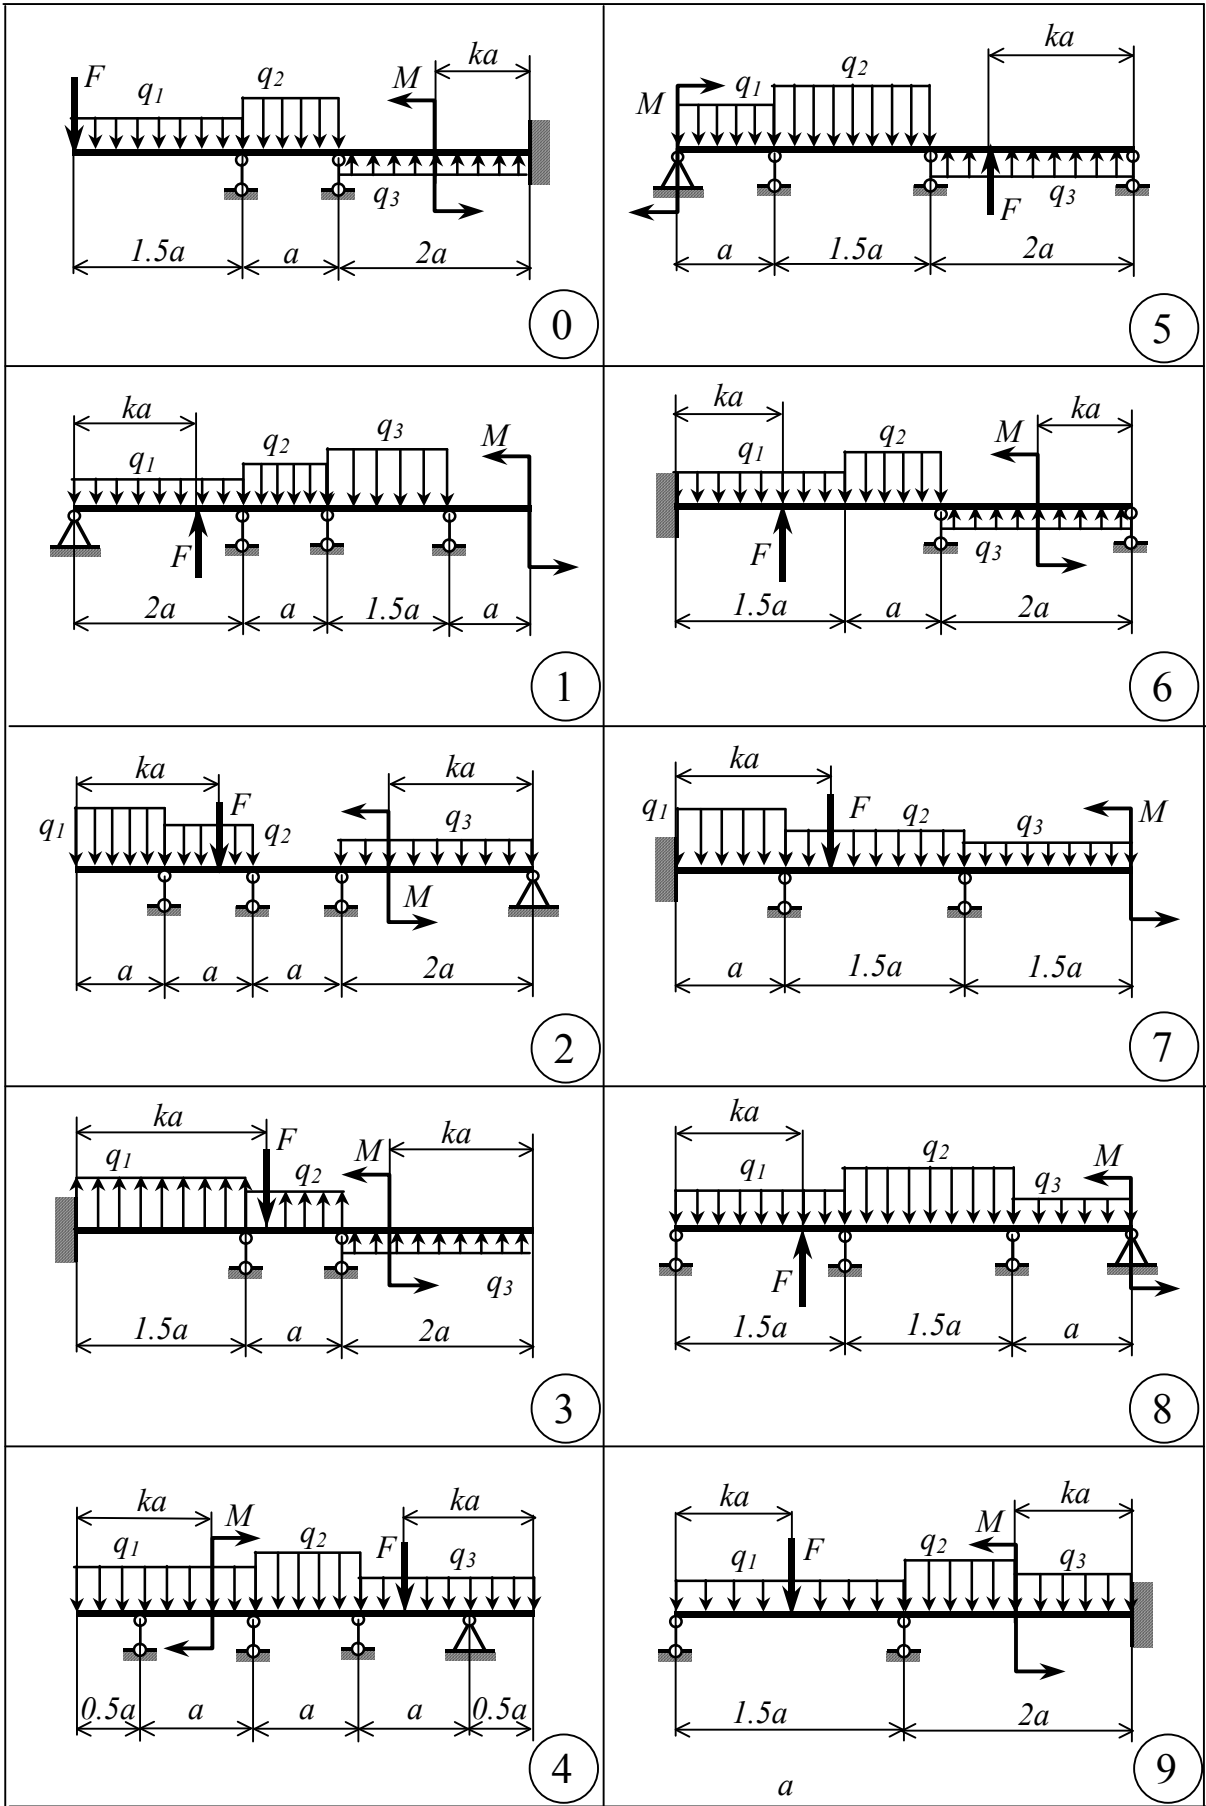 ka
F q1 q2 M
q3
1.5a a 2a
0
ka
q2
M q1
F q3
a 1.5a 2a
5
ka
q1 q2 q3 M
F
2a a 1.5a a
1
ka ka
q1 q2 M
F q3
1.5a a 2a
6
ka ka
q1 F q2 q3
M
a a a 2a
2
ka
q1 F q2 q3 M
a 1.5a 1.5a
7
ka ka
q1 F q2 M
q3
1.5a a 2a
3
ka
q1 q2 q3 M
F
1.5a 1.5a a
8
ka M ka
q1 q2 F q3
0.5a a a a 0.5a
4
ka ka
q1 F q2 M q3
1.5a 2a
9
a